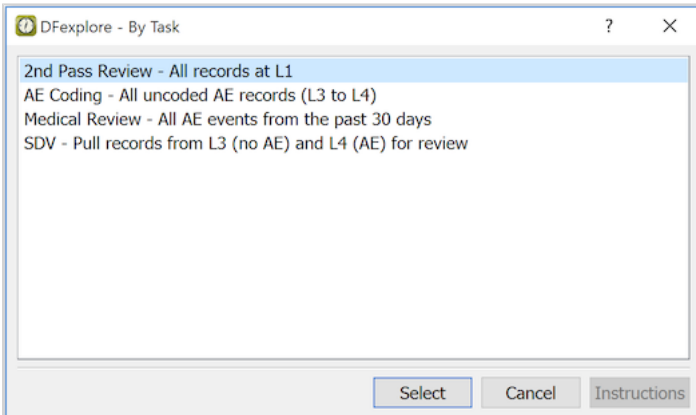 DFexplore - By Task
2nd Pass Review - All records at L1
AE Coding - All uncoded AE records (L3 to L4)
Medical Review - All AE events from the past 30 days
SDV - Pull records from L3 (no AE) and L4 (AE) for review
Select Cancel Instructions